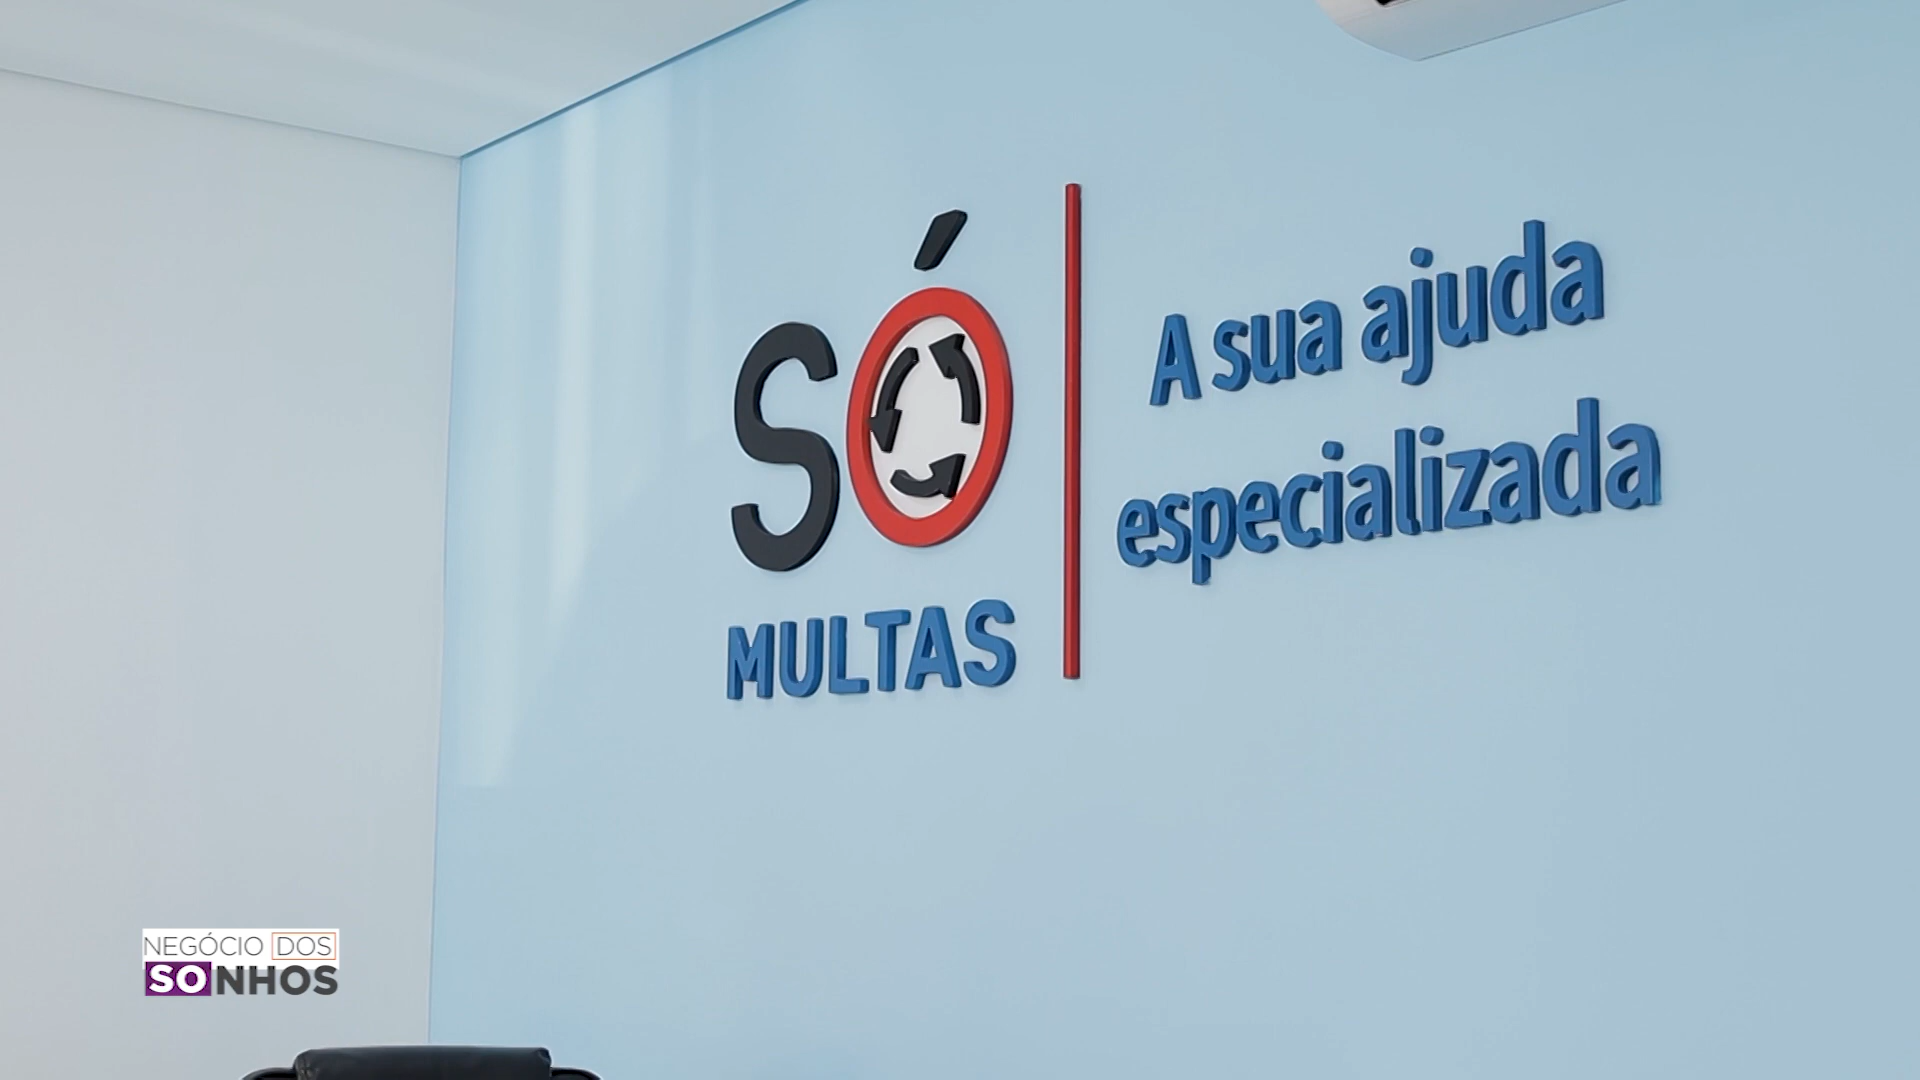 SÓ
MULTAS
A sua ajuda
especializada
NEGÓCIO DOS
SONHOS